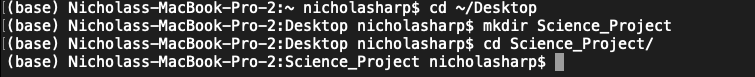 (base) Nicholass-MacBook-Pro-2:~ nicholasharp$ cd ~/Desktop
(base) Nicholass-MacBook-Pro-2:Desktop nicholasharp$ mkdir Science_Project
(base) Nicholass-MacBook-Pro-2:Desktop nicholasharp$ cd Science_Project/
(base) Nicholass-MacBook-Pro-2:Science_Project nicholasharp$